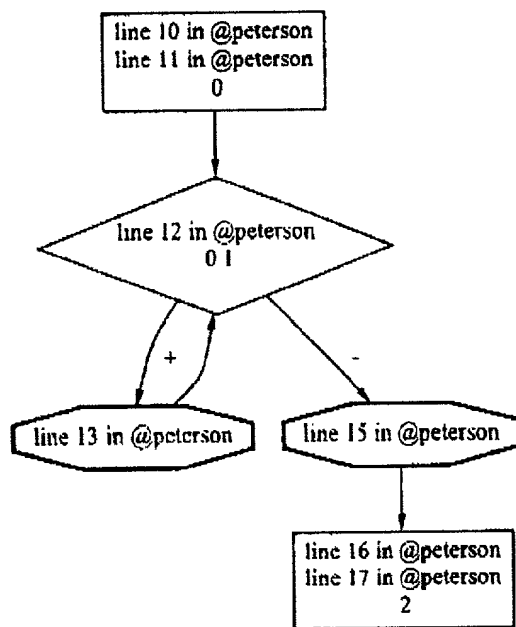 line 10 in @peterson
line 11 in @peterson
0
line 12 in @peterson
0 1
+
-
line 13 in @peterson
line 15 in @peterson
line 16 in @peterson
line 17 in @peterson
2